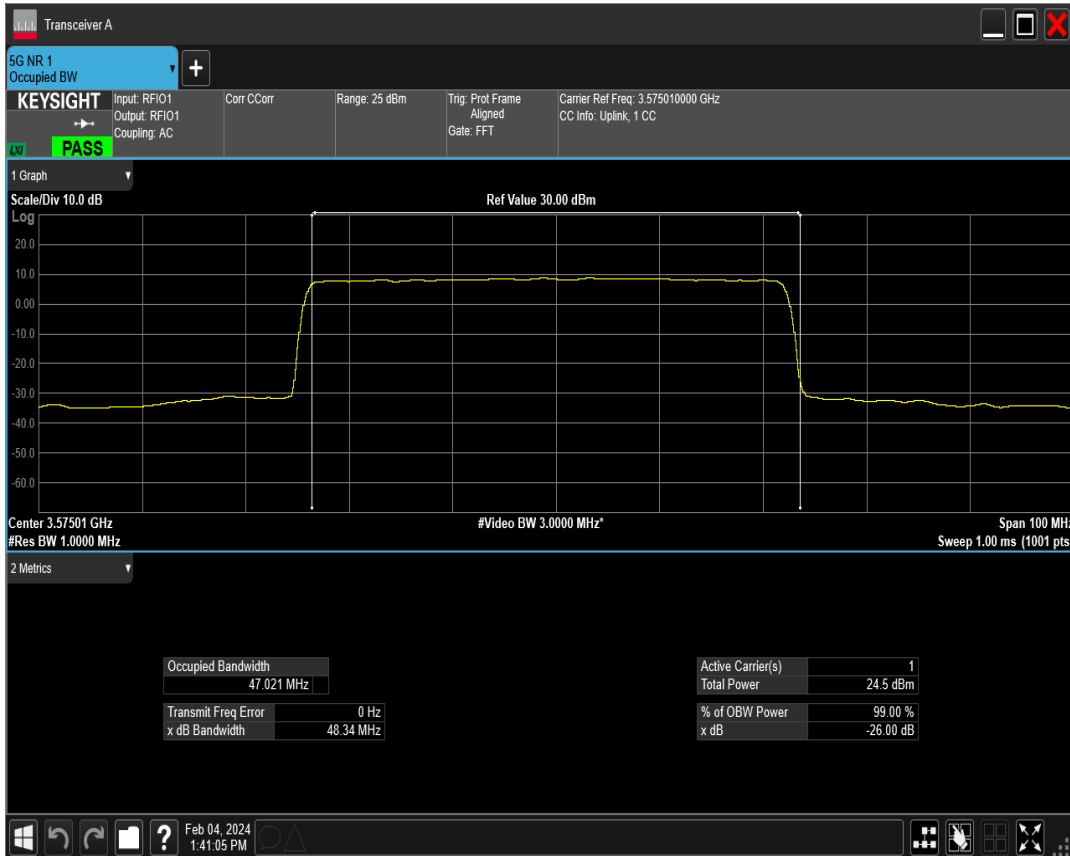 Transceiver A
5G NR 1
Occupied BW
KEYSIGHT
LXI
PASS
Input: RFIO1
Output: RFIO1
Coupling: AC
Corr CCorr
Range: 25 dBm
Trig: Prot Frame
Aligned
Gate: FFT
Carrier Ref Freq: 3.575010000 GHz
CC Info: Uplink, 1 CC
1 Graph
Scale/Div 10.0 dB
Ref Value 30.00 dBm
Log
20.0
10.0
0.00
-10.0
-20.0
-30.0
-40.0
-50.0
-60.0
Center 3.57501 GHz
#Video BW 3.0000 MHz*
Span 100 MHz
#Res BW 1.0000 MHz
Sweep 1.00 ms (1001 pts
2 Metrics
Occupied Bandwidth
47.021 MHz
Transmit Freq Error 0 Hz
x dB Bandwidth 48.34 MHz
Active Carrier(s) 1
Total Power 24.5 dBm
% of OBW Power 99.00 %
x dB -26.00 dB
?
Feb 04, 2024
1:41:05 PM